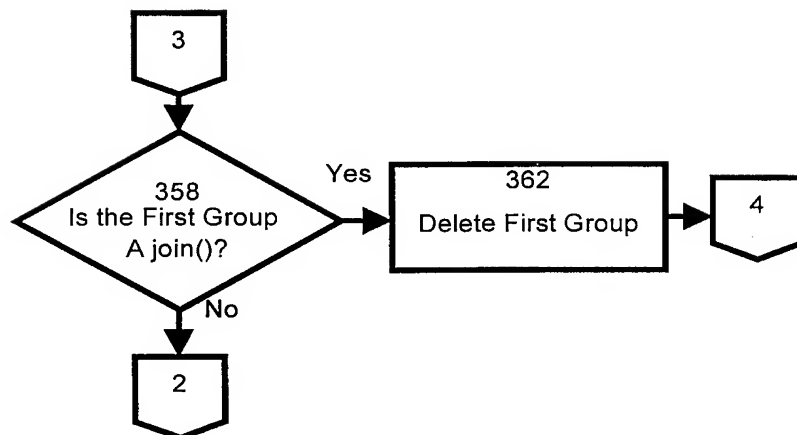 3
358
Is the First Group
A join()?
Yes
362
Delete First Group
4
No
2